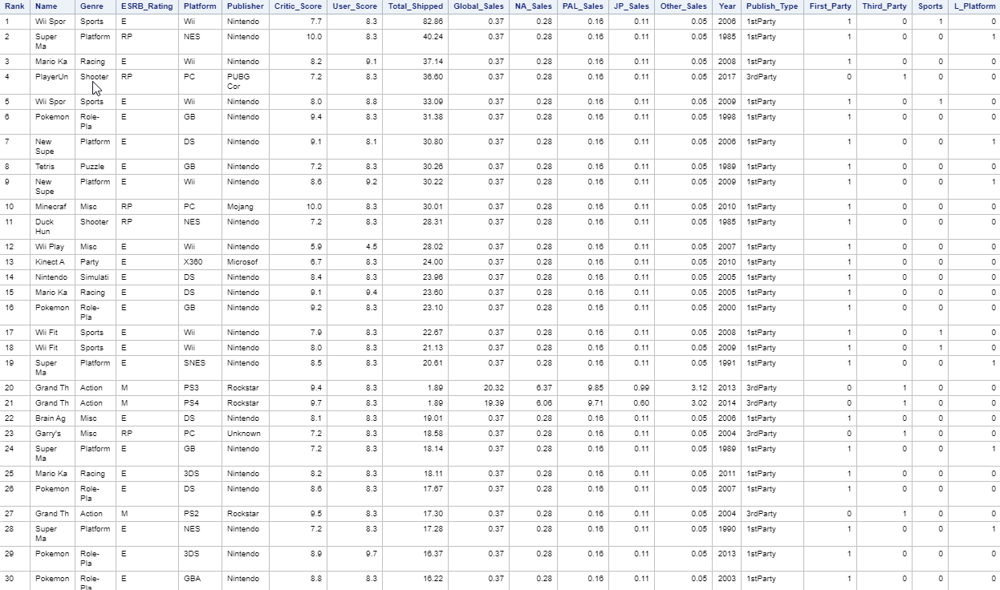 Rank Name Genre ESRB_Rating Platform Publisher Critic_Score User_Score Total_Shipped Global_Sales NA_Sales PAL_Sales JP_Sales Other_Sales Year Publish_Type First_Party Third_Party Sports L_Platform
1 Wii Spor Sports E Wii Nintendo 7.7 8.3 82.86 0.37 0.28 0.16 0.11 0.05 2006 1stParty 1 0 1 0
2 Super Platform RP NES Nintendo 10.0 8.3 40.24 0.37 0.28 0.16 0.11 0.05 1985 1stParty 1 0 0 1
Ma
3 Mario Ka Racing E Wii Nintendo 8.2 9.1 37.14 0.37 0.28 0.16 0.11 0.05 2008 1stParty 1 0 0 0
4 PlayerUn Shooter RP PC PUBG 7.2 8.3 36.60 0.37 0.28 0.16 0.11 0.05 2017 3rdParty 0 1 0 0
Cor
5 Wii Spor Sports E Wii Nintendo 8.0 8.8 33.09 0.37 0.28 0.16 0.11 0.05 2009 1stParty 1 0 1 0
6 Pokemon Role- E GB Nintendo 9.4 8.3 31.38 0.37 0.28 0.16 0.11 0.05 1998 1stParty 1 0 0 0
Pla
7 New Platform E DS Nintendo 9.1 8.1 30.80 0.37 0.28 0.16 0.11 0.05 2006 1stParty 1 0 0 1
Supe
8 Tetris Puzzle E GB Nintendo 7.2 8.3 30.26 0.37 0.28 0.16 0.11 0.05 1989 1stParty 1 0 0 0
9 New Platform E Wii Nintendo 8.6 9.2 30.22 0.37 0.28 0.16 0.11 0.05 2009 1stParty 1 0 0 1
Supe
10 Minecraf Misc RP PC Mojang 10.0 8.3 30.01 0.37 0.28 0.16 0.11 0.05 2010 1stParty 1 0 0 0
11 Duck Shooter RP NES Nintendo 7.2 8.3 28.31 0.37 0.28 0.16 0.11 0.05 1985 1stParty 1 0 0 0
Hun
12 Wii Play Misc E Wii Nintendo 5.9 4.5 28.02 0.37 0.28 0.16 0.11 0.05 2007 1stParty 1 0 0 0
13 Kinect A Party E X360 Microsof 6.7 8.3 24.00 0.37 0.28 0.16 0.11 0.05 2010 1stParty 1 0 0 0
14 Nintendo Simulati E DS Nintendo 8.4 8.3 23.96 0.37 0.28 0.16 0.11 0.05 2005 1stParty 1 0 0 0
15 Mario Ka Racing E DS Nintendo 9.1 9.4 23.60 0.37 0.28 0.16 0.11 0.05 2005 1stParty 1 0 0 0
16 Pokemon Role- E GB Nintendo 9.2 8.3 23.10 0.37 0.28 0.16 0.11 0.05 2000 1stParty 1 0 0 0
Pla
17 Wii Fit Sports E Wii Nintendo 7.9 8.3 22.67 0.37 0.28 0.16 0.11 0.05 2008 1stParty 1 0 1 0
18 Wii Fit Sports E Wii Nintendo 8.0 8.3 21.13 0.37 0.28 0.16 0.11 0.05 2009 1stParty 1 0 1 0
19 Super Platform E SNES Nintendo 8.5 8.3 20.61 0.37 0.28 0.16 0.11 0.05 1991 1stParty 1 0 0 1
Ma
20 Grand Th Action M PS3 Rockstar 9.4 8.3 1.89 20.32 6.37 9.85 0.99 3.12 2013 3rdParty 0 1 0 0
21 Grand Th Action M PS4 Rockstar 9.7 8.3 1.89 19.39 6.06 9.71 0.60 3.02 2014 3rdParty 0 1 0 0
22 Brain Ag Misc E DS Nintendo 8.1 8.3 19.01 0.37 0.28 0.16 0.11 0.05 2006 1stParty 1 0 0 0
23 Garry's Misc RP PC Unknown 7.2 8.3 18.58 0.37 0.28 0.16 0.11 0.05 2004 3rdParty 0 1 0 0
24 Super Platform E GB Nintendo 7.2 8.3 18.14 0.37 0.28 0.16 0.11 0.05 1989 1stParty 1 0 0 1
Ma
25 Mario Ka Racing E 3DS Nintendo 8.2 8.3 18.11 0.37 0.28 0.16 0.11 0.05 2011 1stParty 1 0 0 0
26 Pokemon Role- E DS Nintendo 8.6 8.3 17.67 0.37 0.28 0.16 0.11 0.05 2007 1stParty 1 0 0 0
Pla
27 Grand Th Action M PS2 Rockstar 9.5 8.3 17.30 0.37 0.28 0.16 0.11 0.05 2004 3rdParty 0 1 0 0
28 Super Platform E NES Nintendo 7.2 8.3 17.28 0.37 0.28 0.16 0.11 0.05 1990 1stParty 1 0 0 1
Ma
29 Pokemon Role- E 3DS Nintendo 8.9 9.7 16.37 0.37 0.28 0.16 0.11 0.05 2013 1stParty 1 0 0 0
Pla
30 Pokemon Role- E GBA Nintendo 8.8 8.3 16.22 0.37 0.28 0.16 0.11 0.05 2003 1stParty 1 0 0 0
Pla